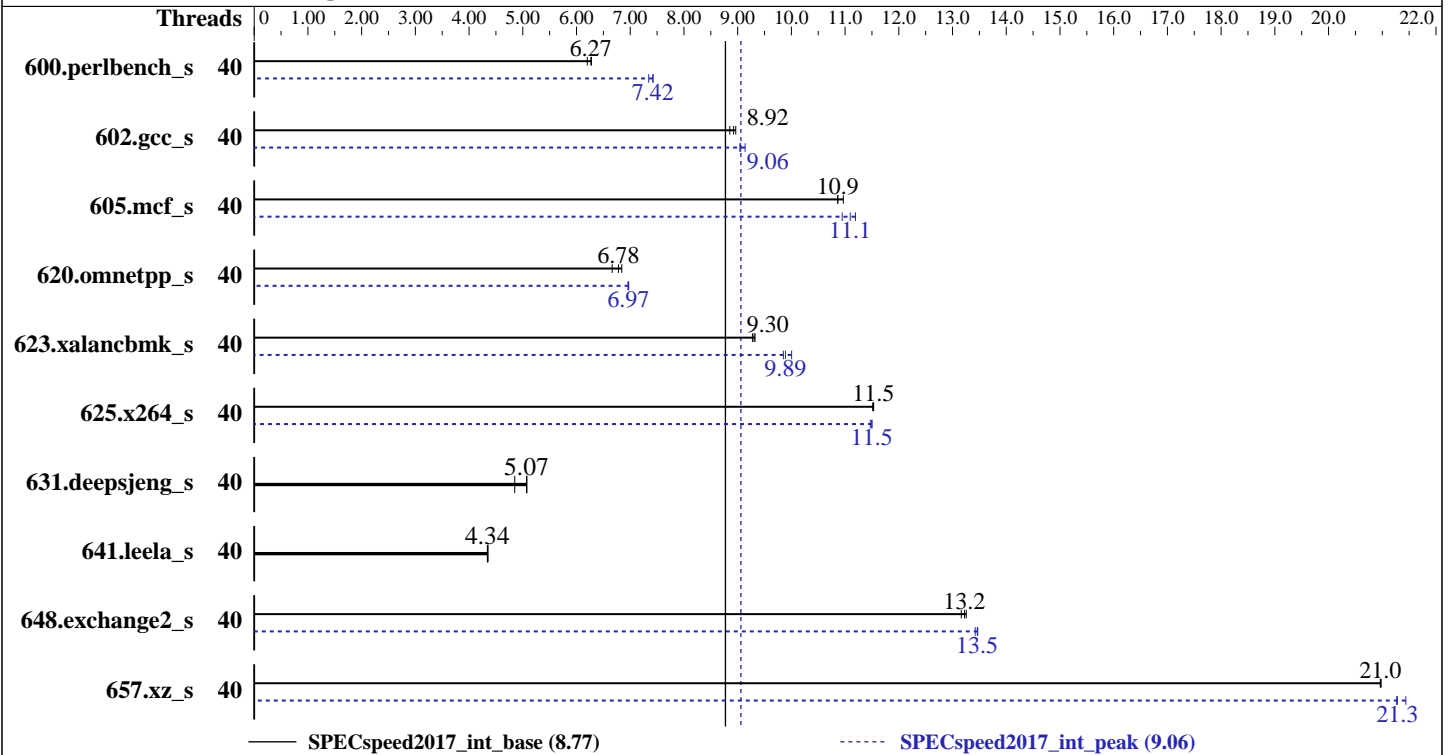 Threads 0 1.00 2.00 3.00 4.00 5.00 6.00 7.00 8.00 9.00 10.0 11.0 12.0 13.0 14.0 15.0 16.0 17.0 18.0 19.0 20.0 22.0
600.perlbench_s 40 6.27
7.42
602.gcc_s 40 8.92
9.06
605.mcf_s 40 10.9
11.1
620.omnetpp_s 40 6.78
6.97
623.xalancbmk_s 40 9.30
9.89
625.x264_s 40 11.5
11.5
631.deepsjeng_s 40 5.07
641.leela_s 40 4.34
648.exchange2_s 40 13.2
13.5
657.xz_s 40 21.0
21.3
SPECspeed2017_int_base (8.77) SPECspeed2017_int_peak (9.06)